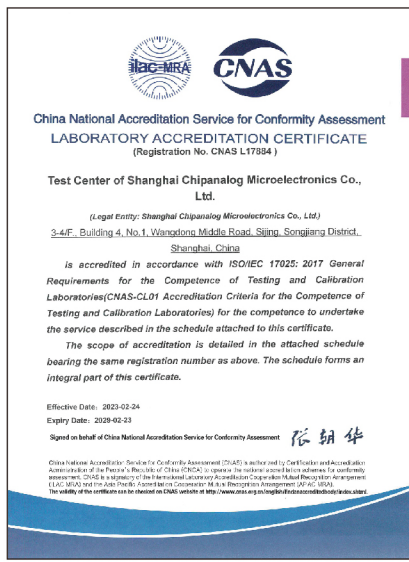 ilac-MRA
CNAS
China National Accreditation Service for Conformity Assessment
LABORATORY ACCREDITATION CERTIFICATE
(Registration No. CNAS L17884 )
Test Center of Shanghai Chipanalog Microelectronics Co.,
Ltd.
(Legal Entity: Shanghai Chipanalog Microelectronics Co., Ltd.)
3-4/F., Building 4, No.1, Wangdong Middle Road, Sijing, Songjiang District,
Shanghai, China
is accredited in accordance with ISO/IEC 17025: 2017 General
Requirements for the Competence of Testing and Calibration
Laboratories(CNAS-CL01 Accreditation Criteria for the Competence of
Testing and Calibration Laboratories) for the competence to undertake
the service described in the schedule attached to this certificate.
The scope of accreditation is detailed in the attached schedule
bearing the same registration number as above. The schedule forms an
integral part of this certificate.
Effective Date: 2023-02-24
Expiry Date: 2029-02-23
Signed on behalf of China National Accreditation Service for Conformity Assessment 张朝华
China National Accreditation Service for Conformity Assessment (CNAS) is authorized by Certification and Accreditation
Administration of the People's Republic of China (CNCA) to operate the national accreditation schemes for conformity
assessment. CNAS is a signatory of the International Laboratory Accreditation Cooperation Mutual Recognition Arrangement
(ILAC MRA) and the Asia Pacific Accreditation Cooperation Mutual Recognition Arrangement (APAC MRA).
The validity of the certificate can be checked on CNAS website at http://www.cnas.org.cn/english/findanaccreditedbody/index.shtml